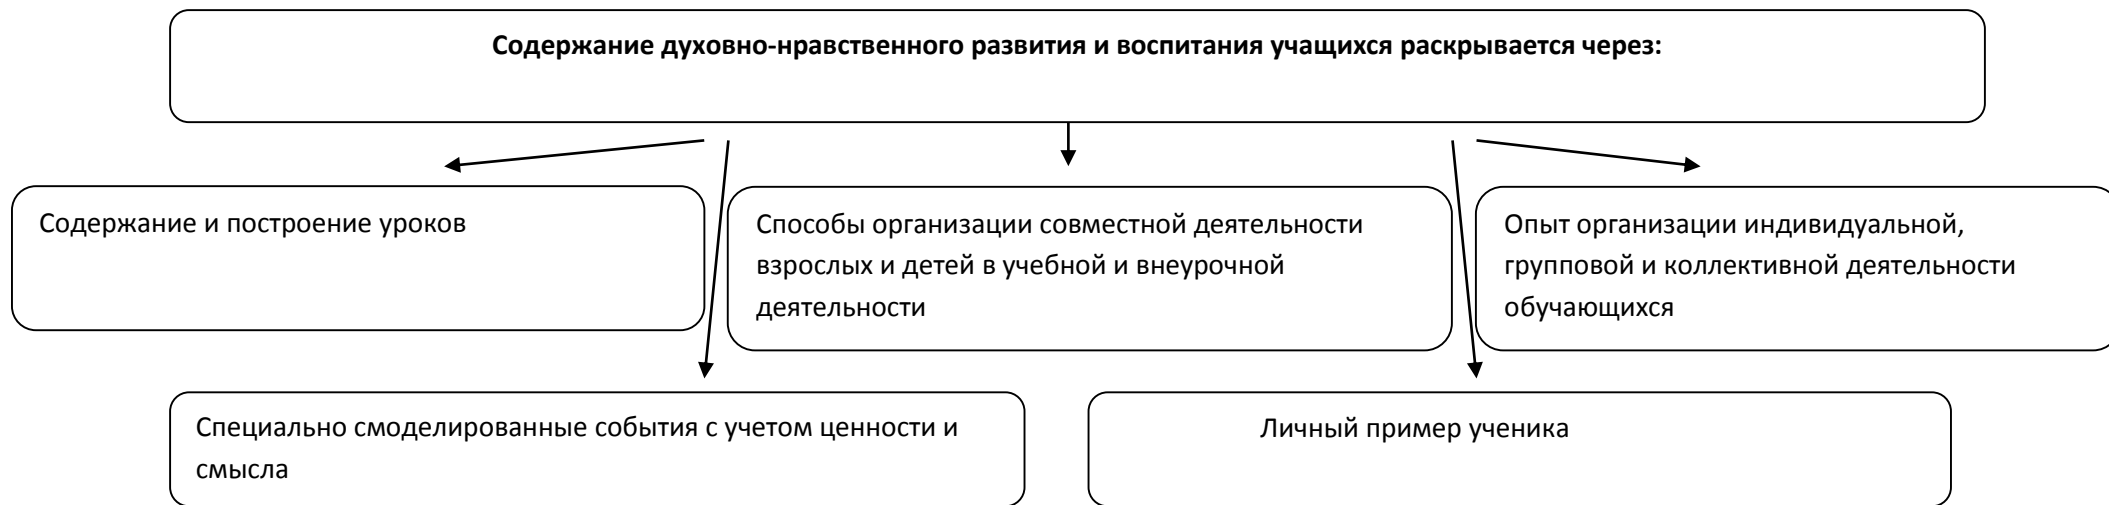 Содержание духовно-нравственного развития и воспитания учащихся раскрывается через:
Содержание и построение уроков
Способы организации совместной деятельности
взрослых и детей в учебной и внеурочной
деятельности
Опыт организации индивидуальной,
групповой и коллективной деятельности
обучающихся
Специально смоделированные события с учетом ценности и
смысла
Личный пример ученика